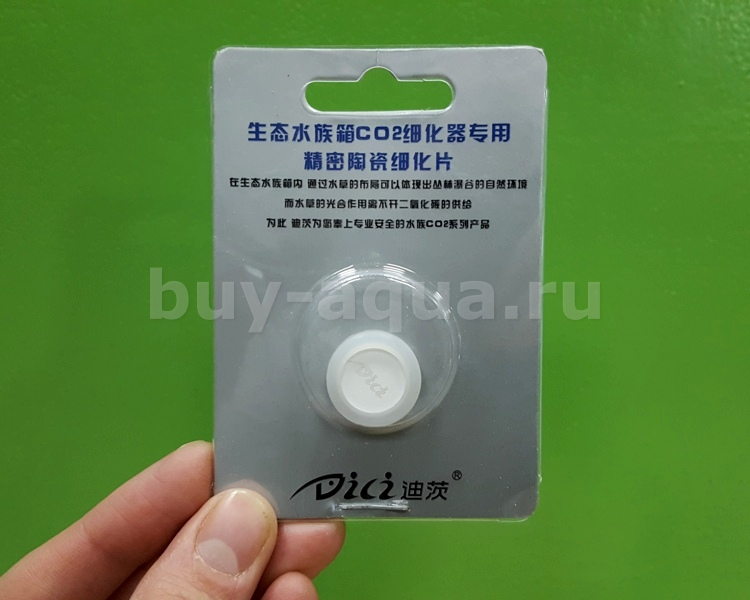 生态水族箱CO2细化器专用
精密陶瓷细化片
在生态水族箱内 通过水草的布局可以体现出丛林瀑谷的自然环境
而水草的光合作用离不开二氧化碳的供给
为此 迪茨为您奉上专业安全的水族CO2系列产品
buy-aqua.ru
Dici
Dici 迪茨®